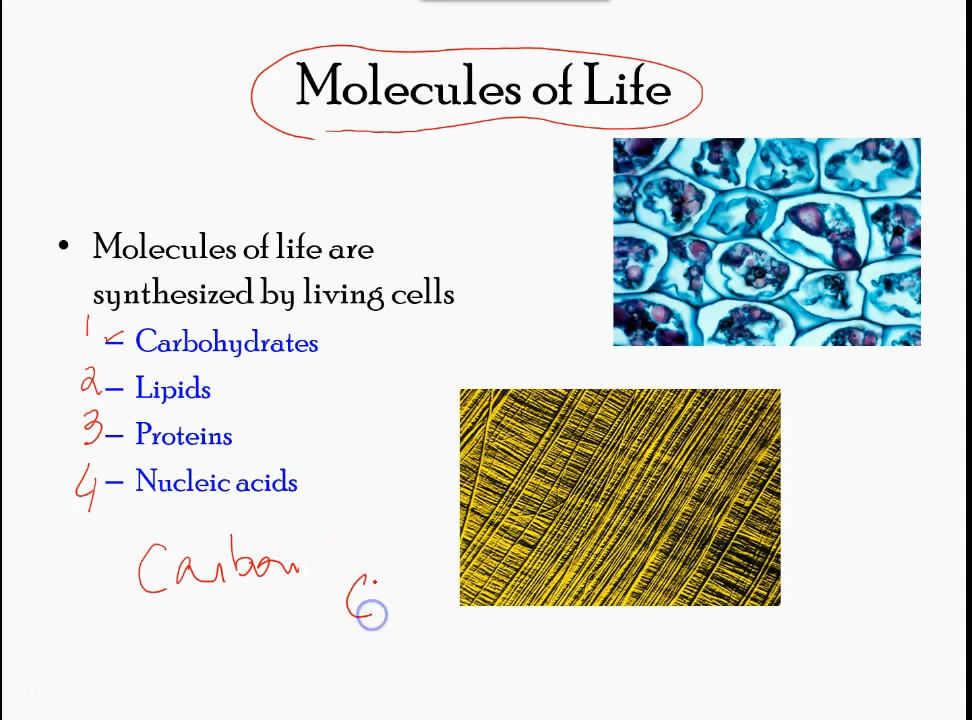 Molecules of Life
• Molecules of life are
synthesized by living cells
1 – Carbohydrates
2 – Lipids
3 – Proteins
4 – Nucleic acids
Carbon
C